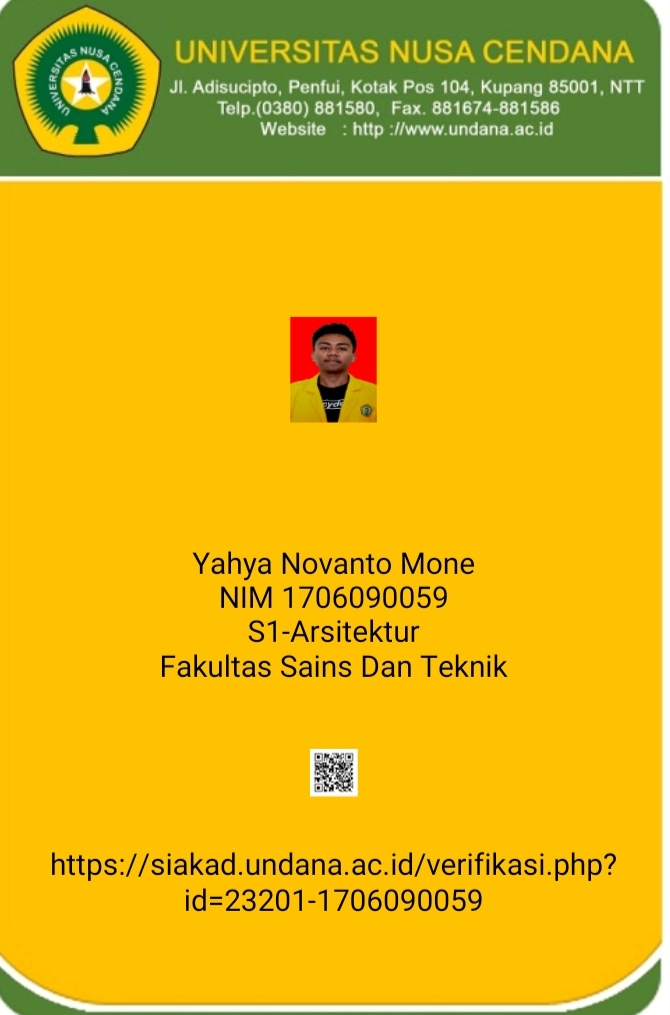 UNIVERSITAS NUSA CENDANA
UNIVERSITAS NUSA CENDANA
Jl. Adisucipto, Penfui, Kotak Pos 104, Kupang 85001, NTT
Telp.(0380) 881580, Fax. 881674-881586
Website : http ://www.undana.ac.id
Yahya Novanto Mone
NIM 1706090059
S1-Arsitektur
Fakultas Sains Dan Teknik
https://siakad.undana.ac.id/verifikasi.php?
id=23201-1706090059